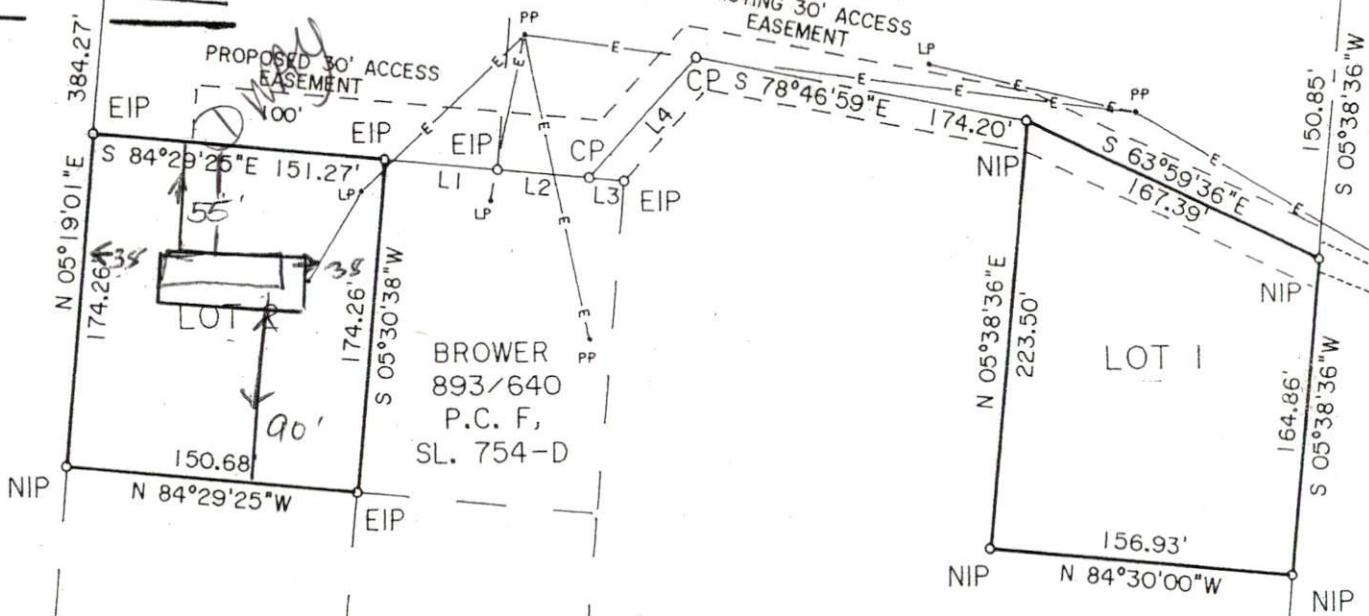 384.27'
PROPOSED 30' ACCESS
EASEMENT
100'
30' ACCESS
EASEMENT
PP
E
E
E
E
LP
E
E
E
PP
150.85'
S 05°38'36"W
EIP
S 84°29'25"E 151.27'
EIP
EIP
CP
CP
S 78°46'59"E
174.20'
L1
L2
L3
L4
EIP
LP
LP
E
E
NIP
S 63°59'36"E
167.39'
E
E
NIP
N 05°19'01"E
174.26'
55'
38
38
LOT
174.26'
S 05°30'38"W
PP
BROWER
893/640
P.C. F,
SL. 754-D
90'
150.68
N 84°29'25"W
NIP
EIP
N 05°38'36"E
223.50'
LOT 1
164.86'
S 05°38'36"W
156.93'
N 84°30'00"W
NIP
NIP